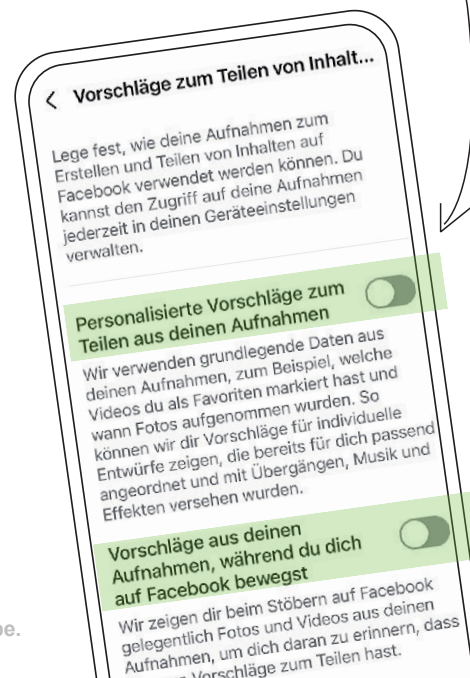 Vorschläge zum Teilen von Inhalt...
Lege fest, wie deine Aufnahmen zum
Erstellen und Teilen von Inhalten auf
Facebook verwendet werden können. Du
kannst den Zugriff auf deine Aufnahmen
jederzeit in deinen Geräteeinstellungen
verwalten.
Personalisierte Vorschläge zum
Teilen aus deinen Aufnahmen
Wir verwenden grundlegende Daten aus
deinen Aufnahmen, zum Beispiel, welche
Videos du als Favoriten markiert hast und
wann Fotos aufgenommen wurden. So
können wir dir Vorschläge für individuelle
Entwürfe zeigen, die bereits für dich passend
angeordnet und mit Übergängen, Musik und
Effekten versehen wurden.
Vorschläge aus deinen
Aufnahmen, während du dich
auf Facebook bewegst
Wir zeigen dir beim Stöbern auf Facebook
gelegentlich Fotos und Videos aus deinen
Aufnahmen, um dich daran zu erinnern, dass
Vorschläge zum Teilen hast.